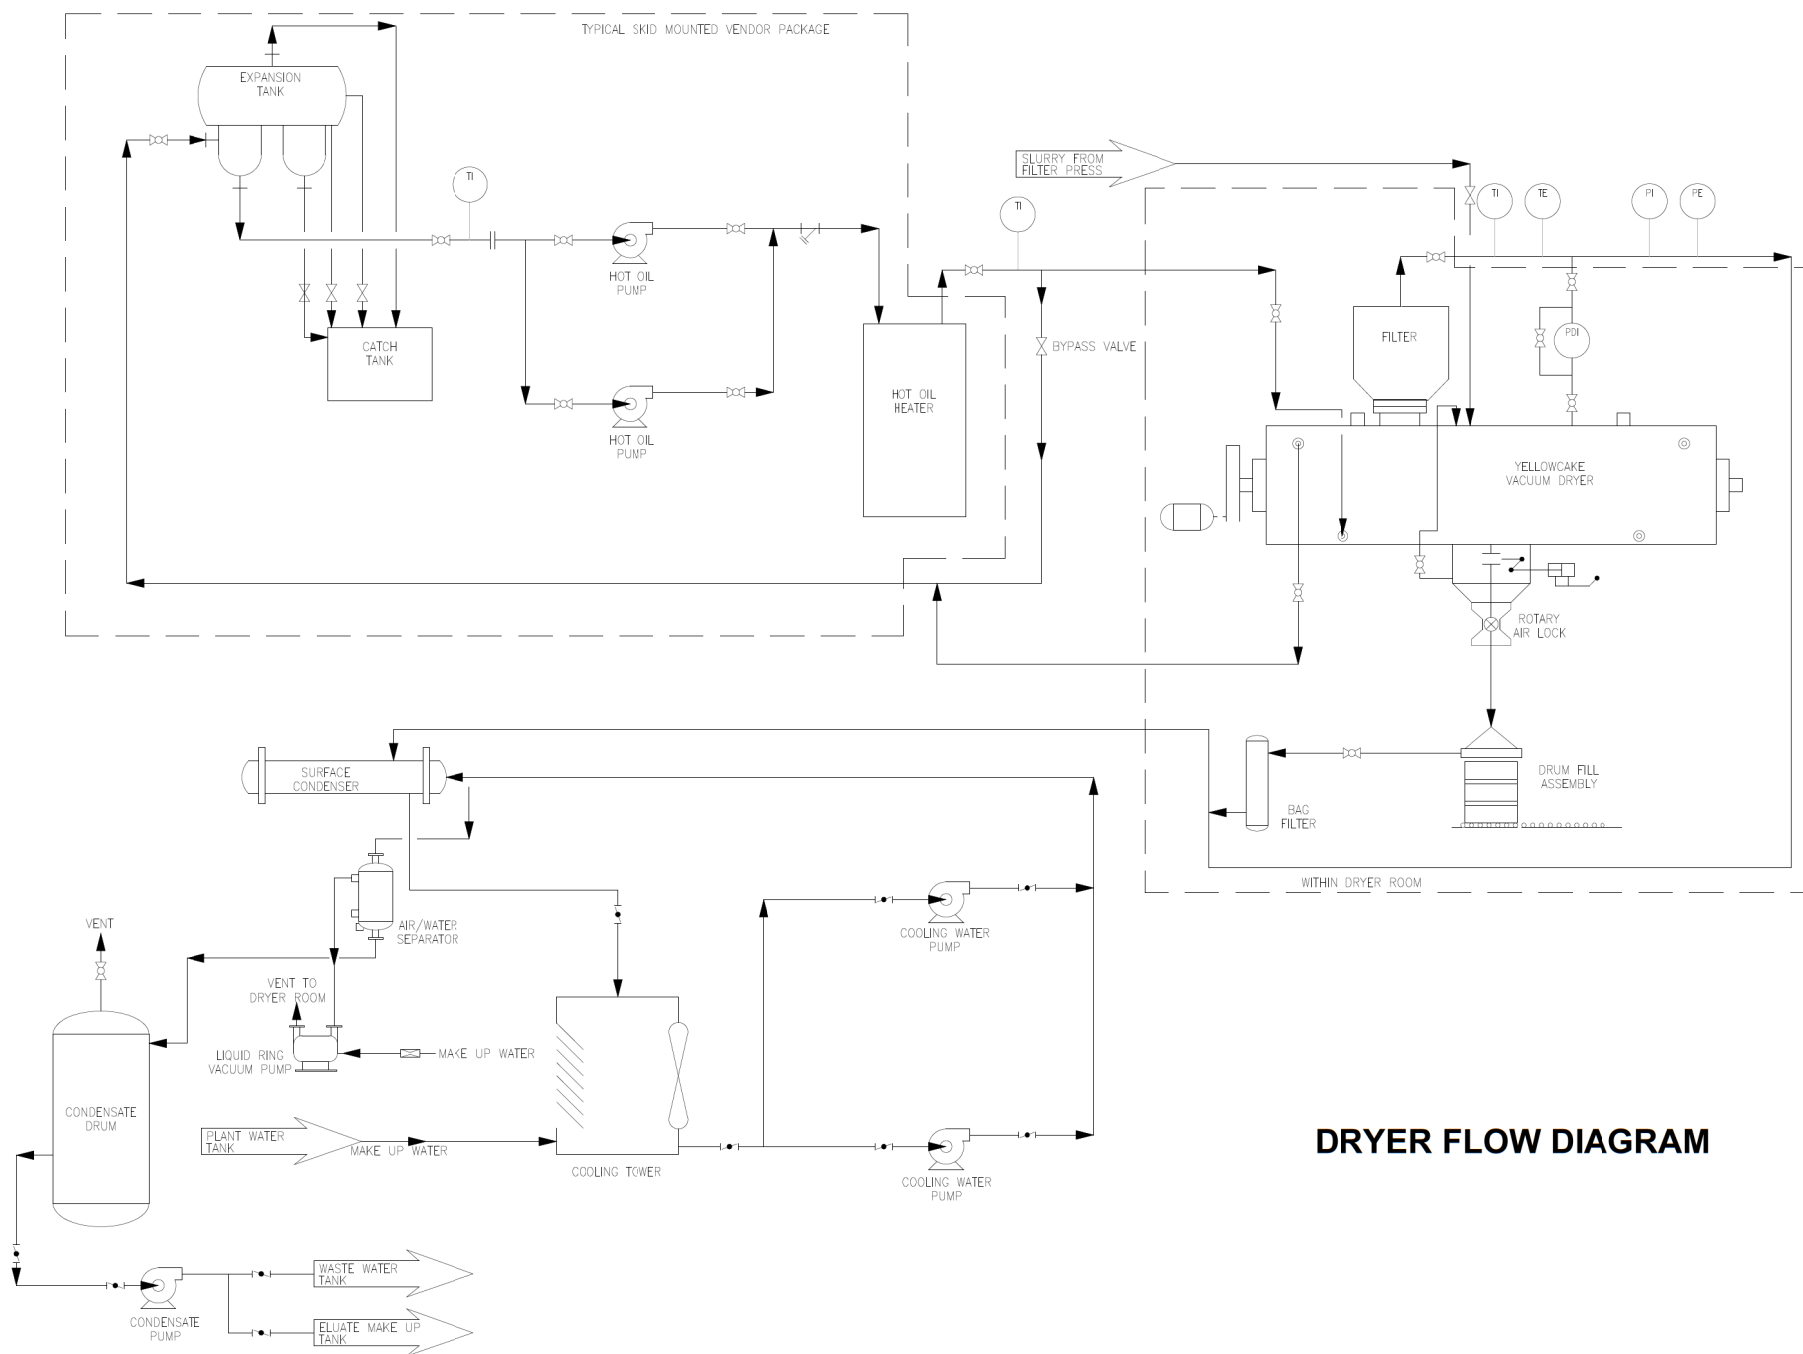 TYPICAL SKID MOUNTED VENDOR PACKAGE
EXPANSION
TANK
TI
HOT OIL
PUMP
CATCH
TANK
HOT OIL
PUMP
HOT OIL
HEATER
TI
BYPASS VALVE
SLURRY FROM
FILTER PRESS
TI
TE
PI
PE
FILTER
PDI
YELLOWCAKE
VACUUM DRYER
ROTARY
AIR LOCK
DRUM FILL
ASSEMBLY
BAG
FILTER
WITHIN DRYER ROOM
SURFACE
CONDENSER
AIR/WATER
SEPARATOR
VENT
VENT TO
DRYER ROOM
LIQUID RING
VACUUM PUMP
MAKE UP WATER
CONDENSATE
DRUM
PLANT WATER
TANK
MAKE UP WATER
COOLING TOWER
COOLING WATER
PUMP
COOLING WATER
PUMP
CONDENSATE
PUMP
WASTE WATER
TANK
ELUATE MAKE UP
TANK
DRYER FLOW DIAGRAM